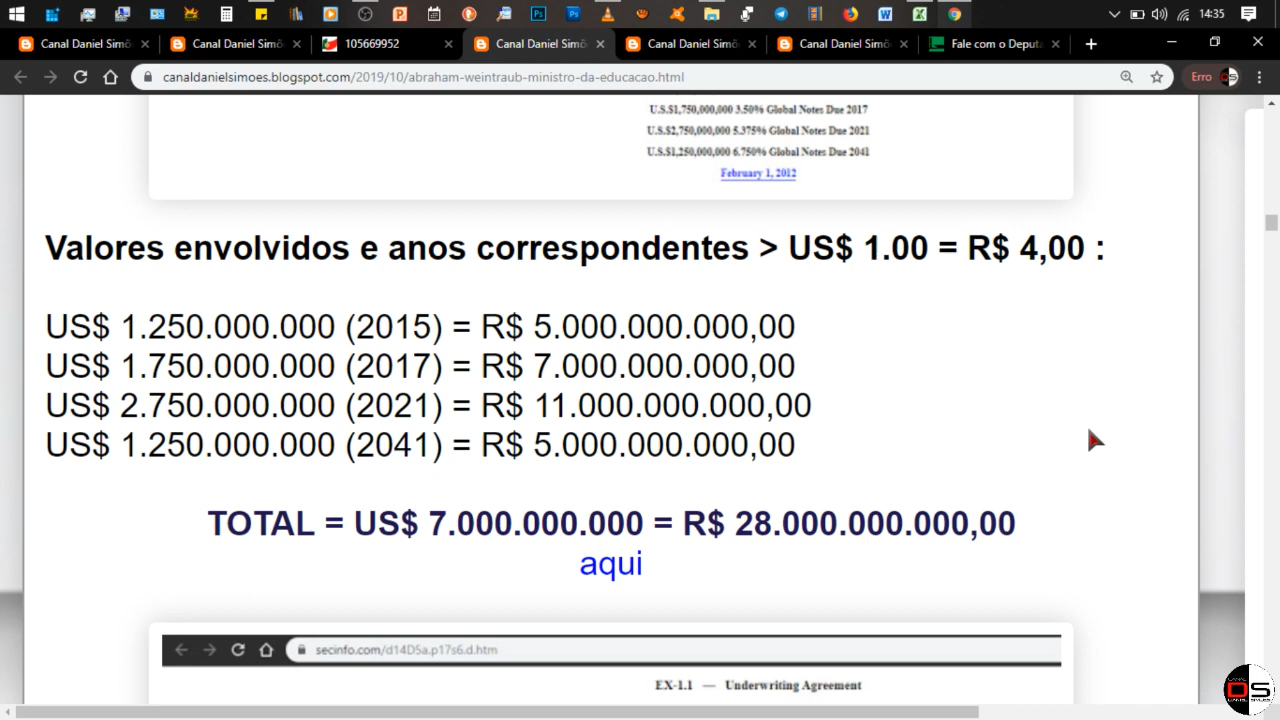 14:35
Canal Daniel Simõ
Canal Daniel Simõ
105669952
Canal Daniel Simõ
Canal Daniel Simõ
Canal Daniel Simõ
Fale com o Deputa
canaldanielsimoes.blogspot.com/2019/10/abraham-weintraub-ministro-da-educacao.html
Erro
U.S.$1,750,000,000 3.50% Global Notes Due 2017
U.S.$2,750,000,000 5.375% Global Notes Due 2021
U.S.$1,250,000,000 6.750% Global Notes Due 2041
February 1, 2012
Valores envolvidos e anos correspondentes > US$ 1.00 = R$ 4,00 :
US$ 1.250.000.000 (2015) = R$ 5.000.000.000,00
US$ 1.750.000.000 (2017) = R$ 7.000.000.000,00
US$ 2.750.000.000 (2021) = R$ 11.000.000.000,00
US$ 1.250.000.000 (2041) = R$ 5.000.000.000,00
TOTAL = US$ 7.000.000.000 = R$ 28.000.000.000,00
aqui
secinfo.com/d14D5a.p17s6.d.htm
EX-1.1 — Underwriting Agreement
CANAL
DS
DANIEL SIMÕES